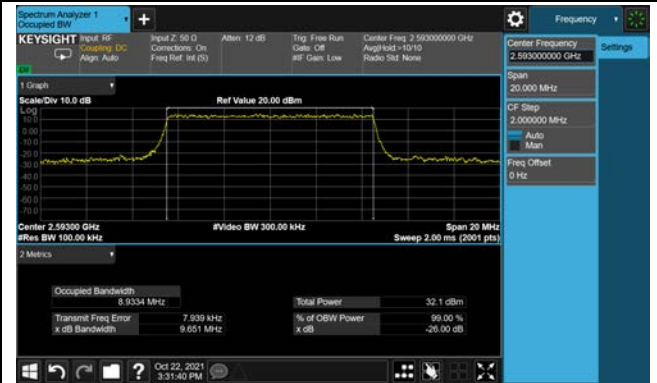 Spectrum Analyzer 1
Occupied BW
+
Frequency
KEYSIGHT
Input: RF
Coupling: DC
Align: Auto
Input Z: 50 Ω
Corrections: On
Freq Ref: Int (S)
Atten: 12 dB
Trig: Free Run
Gate: Off
#IF Gain: Low
Center Freq: 2.593000000 GHz
Avg|Hold:>10/10
Radio Std: None
Center Frequency
2.593000000 GHz
Settings
Span
20.000 MHz
CF Step
2.000000 MHz
Auto
Man
Freq Offset
0 Hz
1 Graph
Scale/Div 10.0 dB
Ref Value 20.00 dBm
Log
10.0
0.00
-10.0
-20.0
-30.0
-40.0
-50.0
-60.0
-70.0
Center 2.59300 GHz
#Video BW 300.00 kHz
Span 20 MHz
#Res BW 100.00 kHz
Sweep 2.00 ms (2001 pts)
2 Metrics
Occupied Bandwidth
8.9334 MHz
Total Power 32.1 dBm
Transmit Freq Error 7.939 kHz
% of OBW Power 99.00 %
x dB Bandwidth 9.651 MHz
x dB -26.00 dB
?
Oct 22, 2021
3:31:40 PM